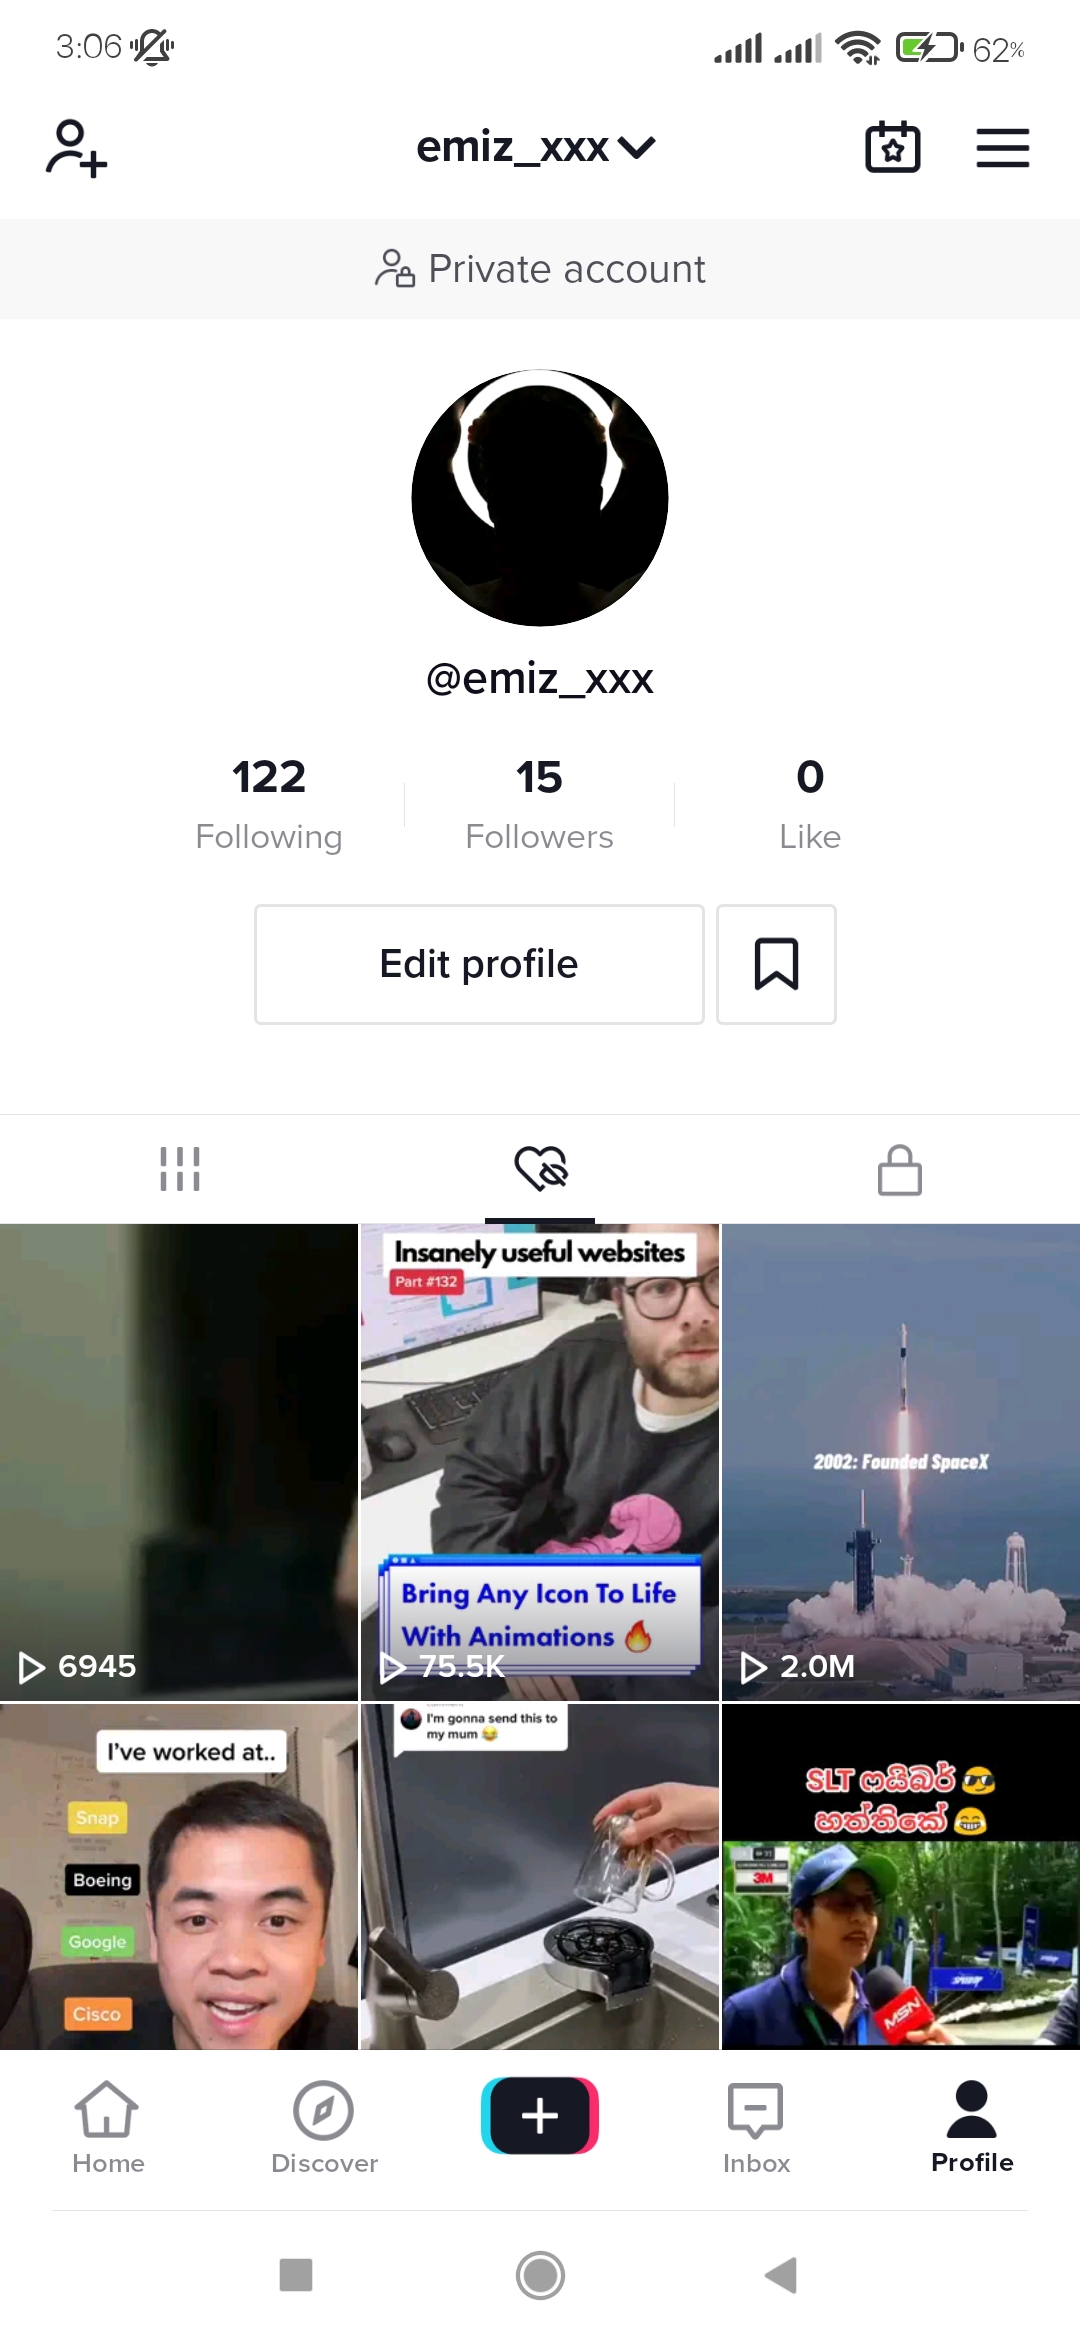 3:06
62%
emiz_xxx
Private account
@emiz_xxx
122 15 0
Following Followers Like
Edit profile
Insanely useful websites
Part #132
Bring Any Icon To Life
With Animations 🔥
2002: Founded SpaceX
6945
75.5K
2.0M
I've worked at..
Snap
Boeing
Google
Cisco
I'm gonna send this to
my mum 😂
SLT ෆයිබර් 😎
හත්තිකේ 😂
3M
MSN
Home Discover Inbox Profile